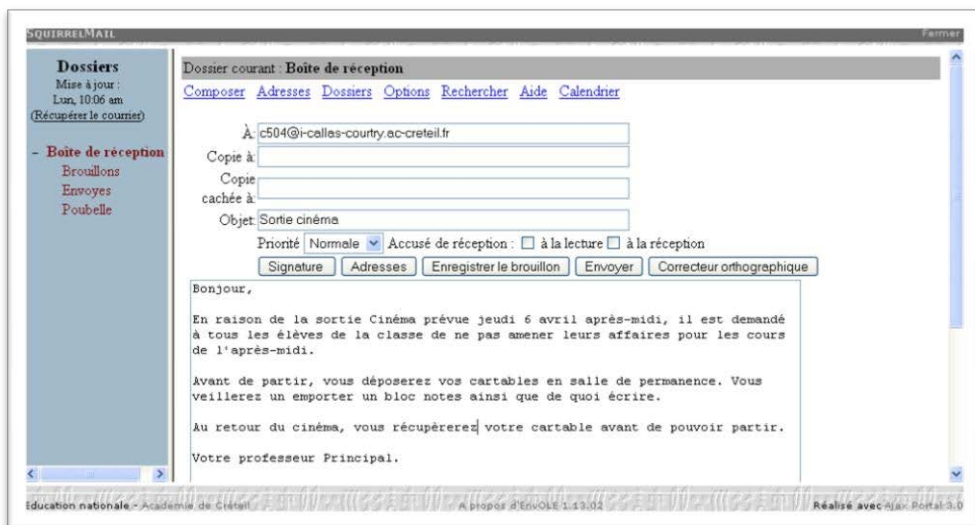 SQUIRRELMAIL Fermer
Dossiers
Mise à jour :
Lun, 10:06 am
(Récupérer le courrier)
- Boîte de réception
Brouillons
Envoyes
Poubelle
Dossier courant : Boîte de réception
Composer Adresses Dossiers Options Rechercher Aide Calendrier
À: c504@i-callas-courtry.ac-creteil.fr
Copie à:
Copie
cachée à:
Objet: Sortie cinéma
Priorité Normale Accusé de réception : à la lecture à la réception
Signature Adresses Enregistrer le brouillon Envoyer Correcteur orthographique
Bonjour,
En raison de la sortie Cinéma prévue jeudi 6 avril après-midi, il est demandé
à tous les élèves de la classe de ne pas amener leurs affaires pour les cours
de l'après-midi.
Avant de partir, vous déposerez vos cartables en salle de permanence. Vous
veillerez un emporter un bloc notes ainsi que de quoi écrire.
Au retour du cinéma, vous récupèrerez votre cartable avant de pouvoir partir.
Votre professeur Principal.
Education nationale - Académie de Créteil A propos d'EnvOLE 1.13.02 Réalisé avec Ajax Portal 3.0